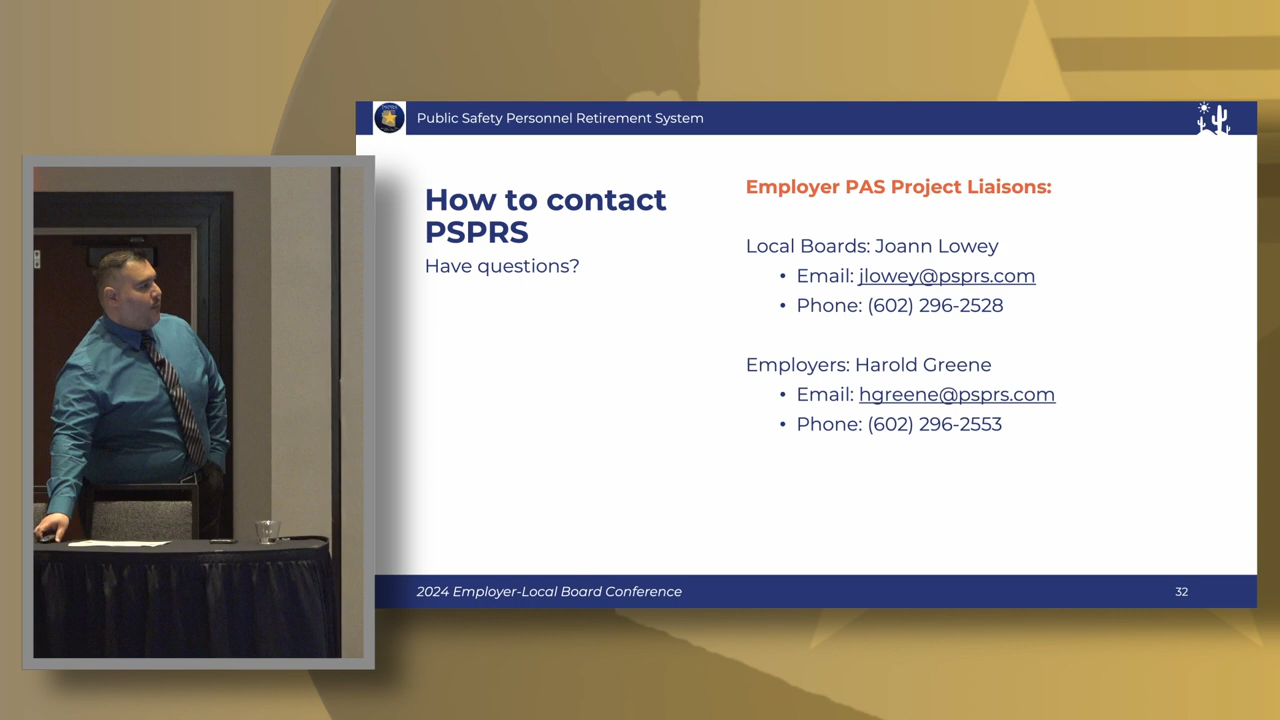 Public Safety Personnel Retirement System
How to contact
PSPRS
Have questions?
Employer PAS Project Liaisons:
Local Boards: Joann Lowey
• Email: jlowey@psprs.com
• Phone: (602) 296-2528
Employers: Harold Greene
• Email: hgreene@psprs.com
• Phone: (602) 296-2553
2024 Employer-Local Board Conference
32